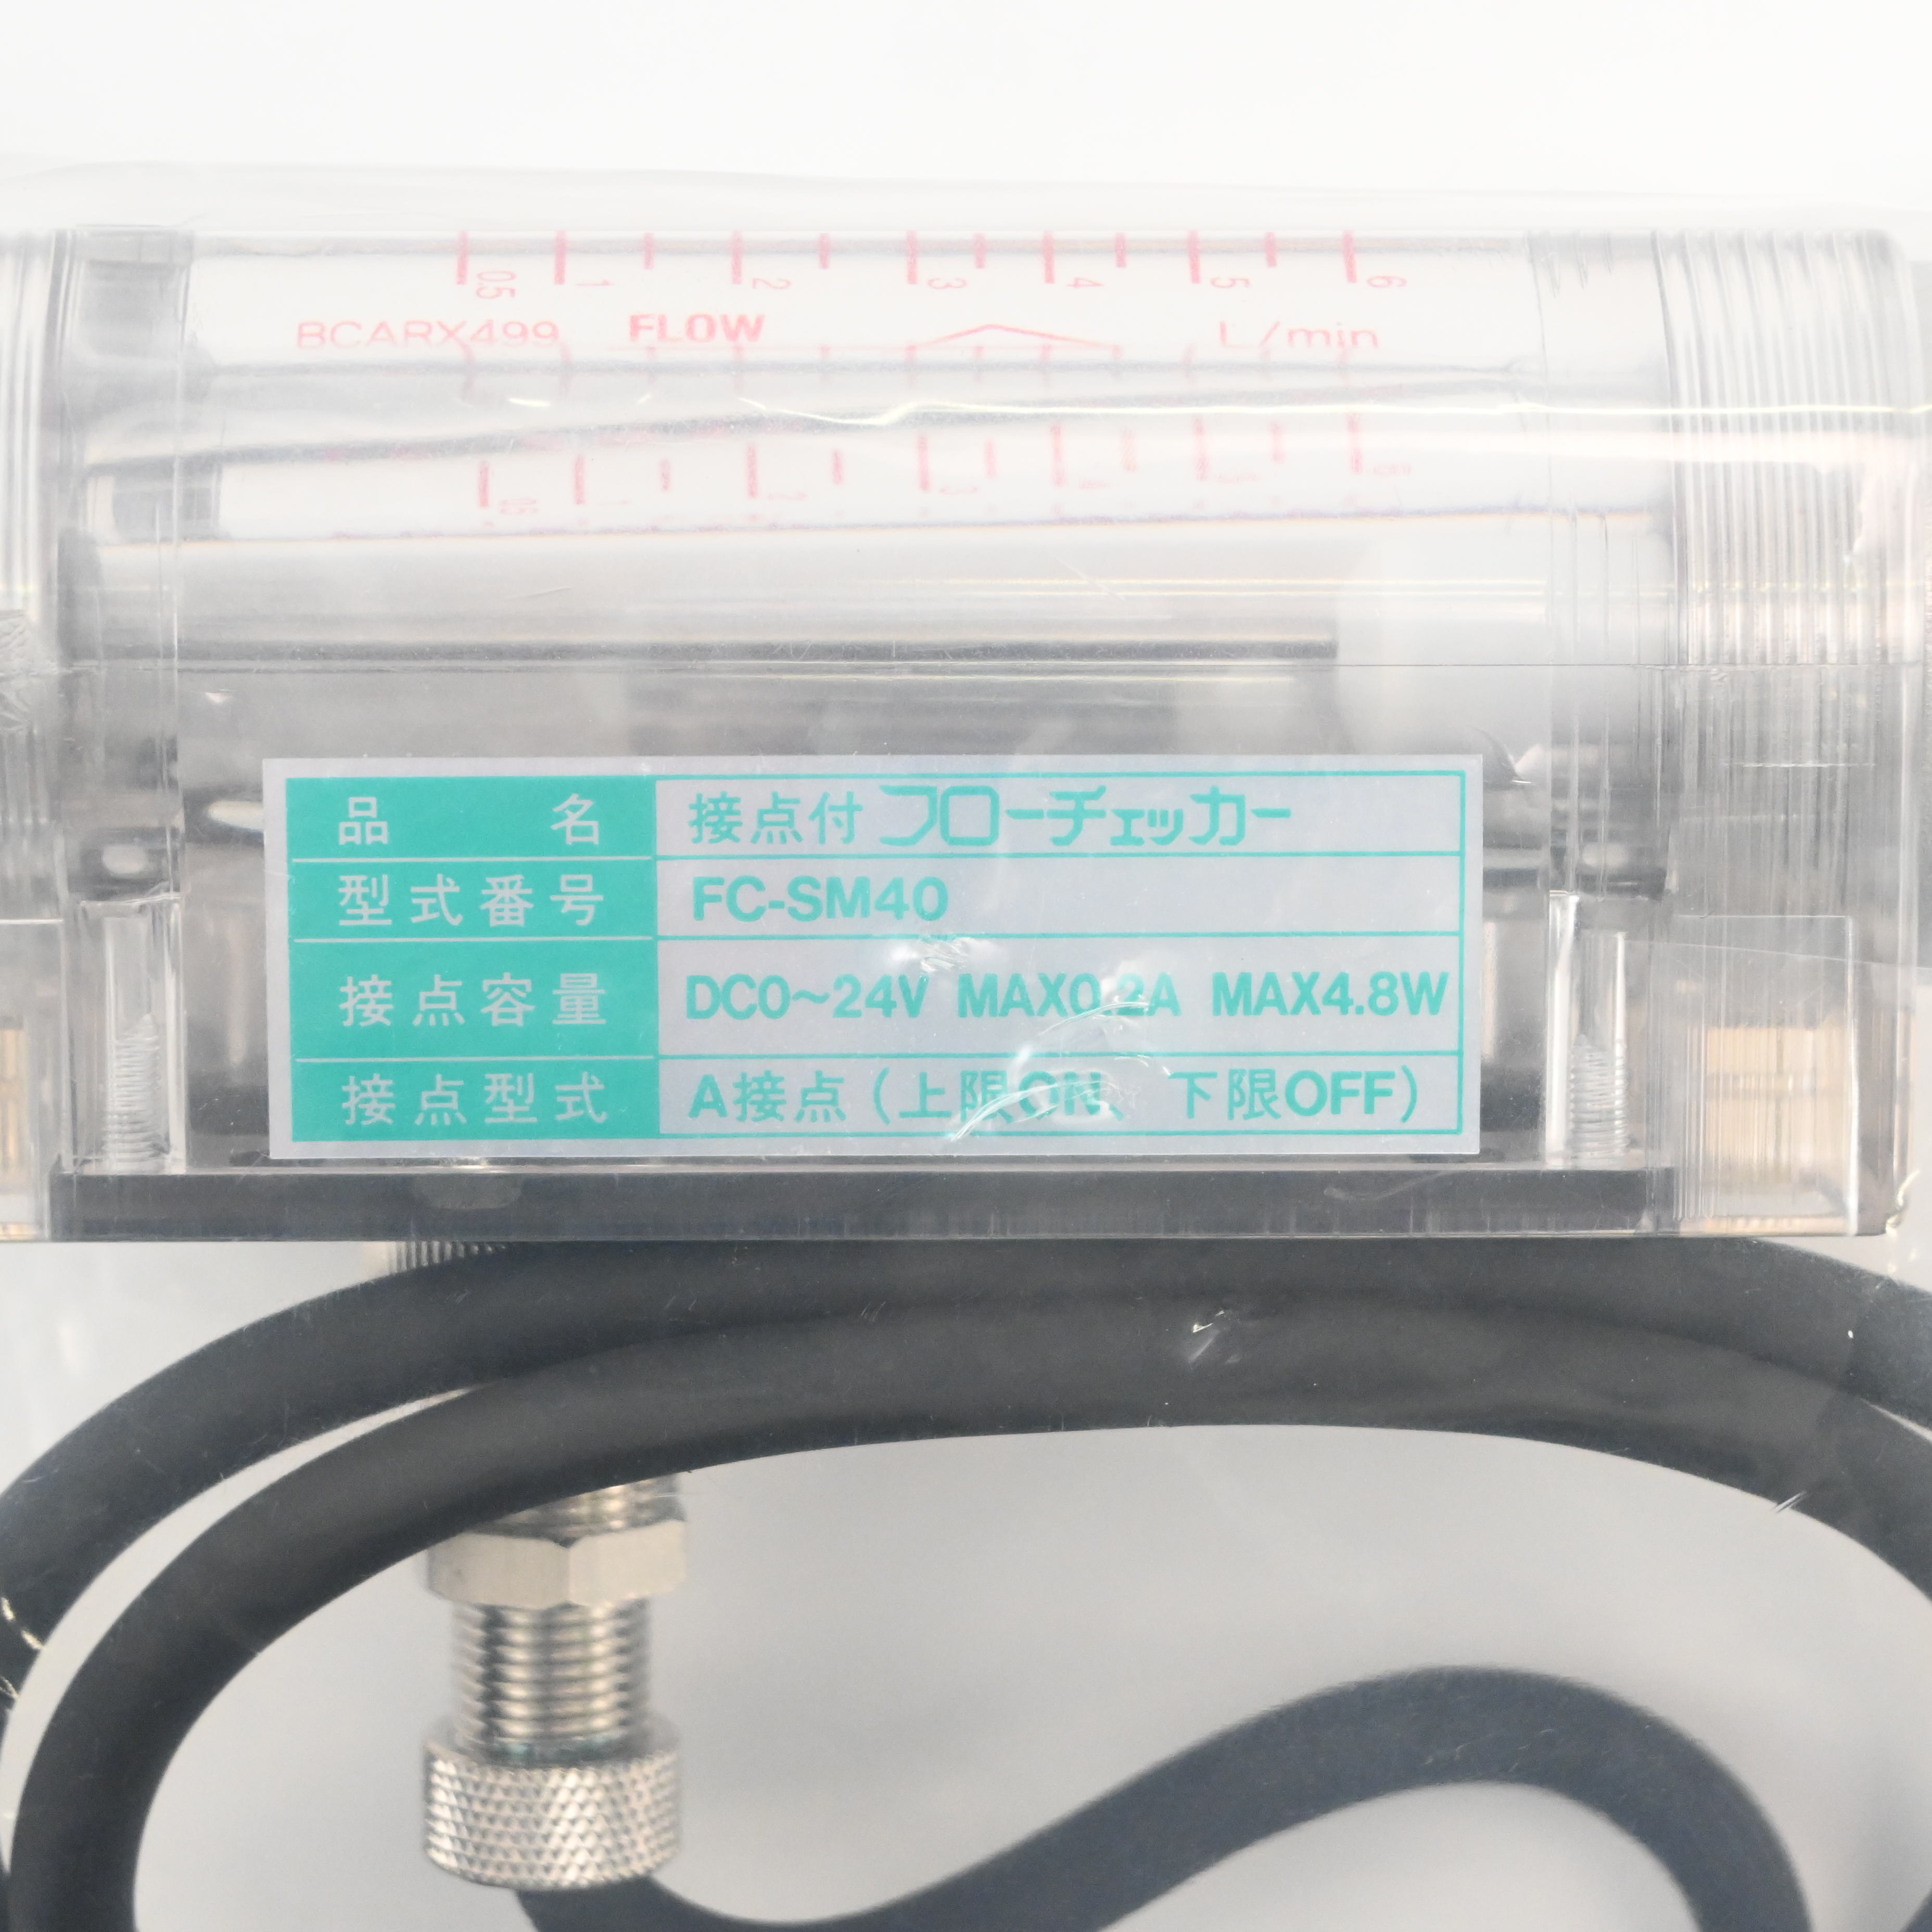 0.5 1 2 3 4 5 6
BCARX499 FLOW L/min
品名 接点付フローチェッカー
型式番号 FC-SM40
接点容量 DC0~24V MAX0.2A MAX4.8W
接点型式 A接点(上限ON、下限OFF)